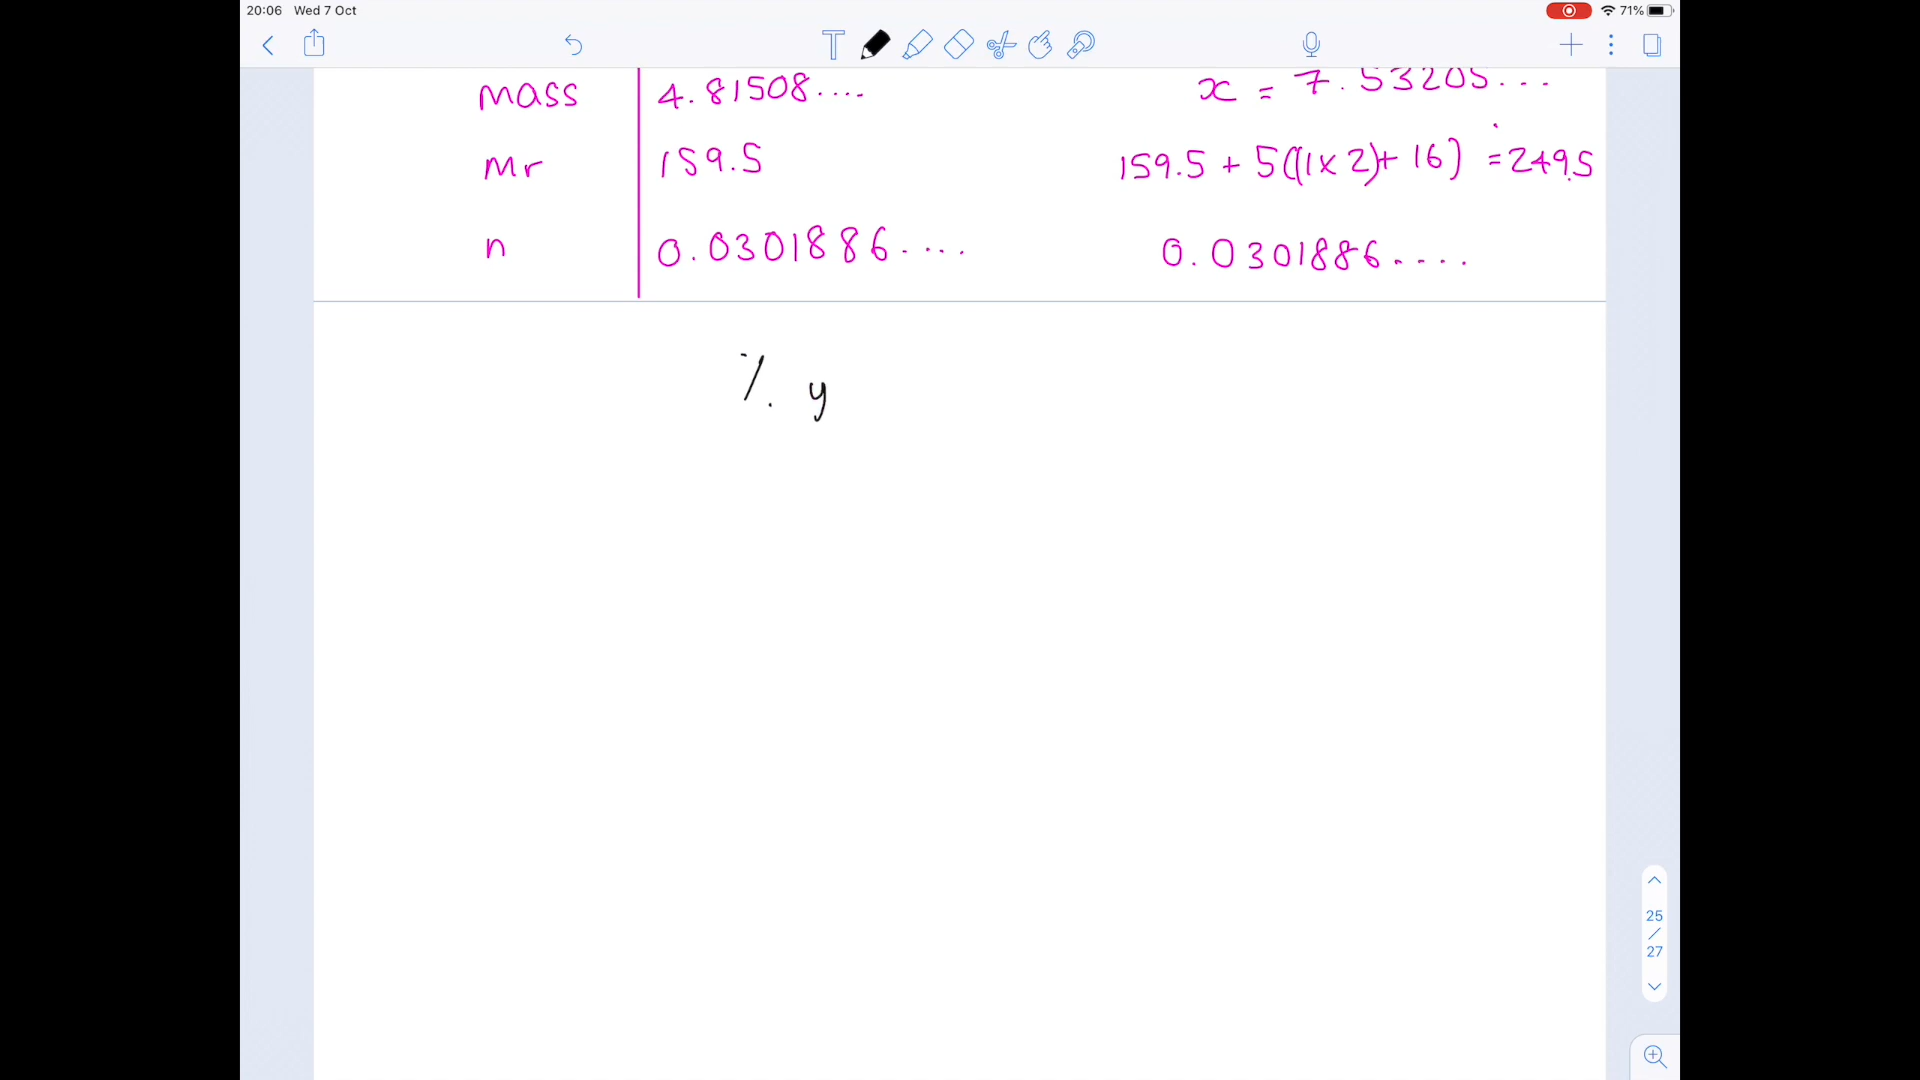 20:06 Wed 7 Oct 71%
T
mass 4.81508.... x = 7.53205...
Mr 159.5 159.5 + 5((1x2)+ 16) =249.5
n 0.0301886.... 0.0301886....
% y
25
/
27